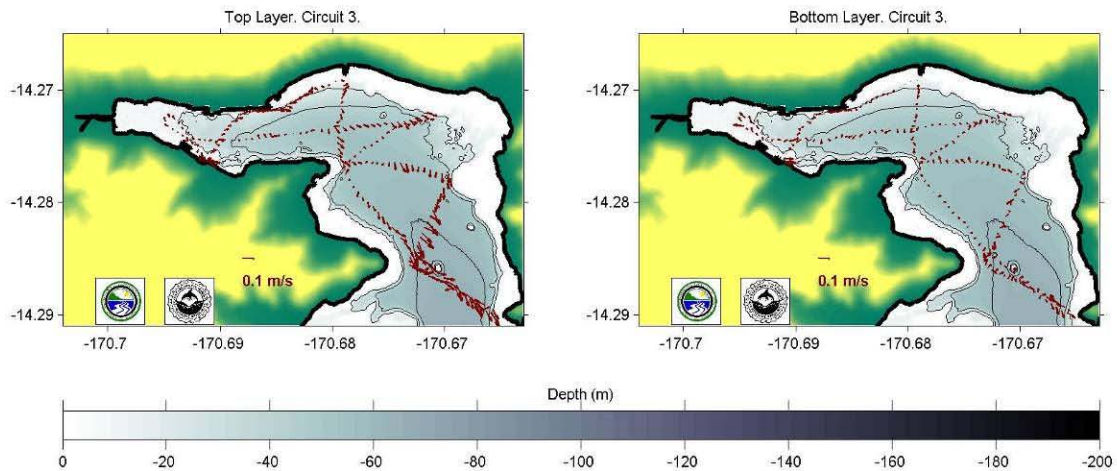 Top Layer. Circuit 3.
Bottom Layer. Circuit 3.
-14.27
-14.28
-14.29
0.1 m/s
-170.7 -170.69 -170.68 -170.67
-14.27
-14.28
-14.29
0.1 m/s
-170.7 -170.69 -170.68 -170.67
Depth (m)
0 -20 -40 -60 -80 -100 -120 -140 -160 -180 -200